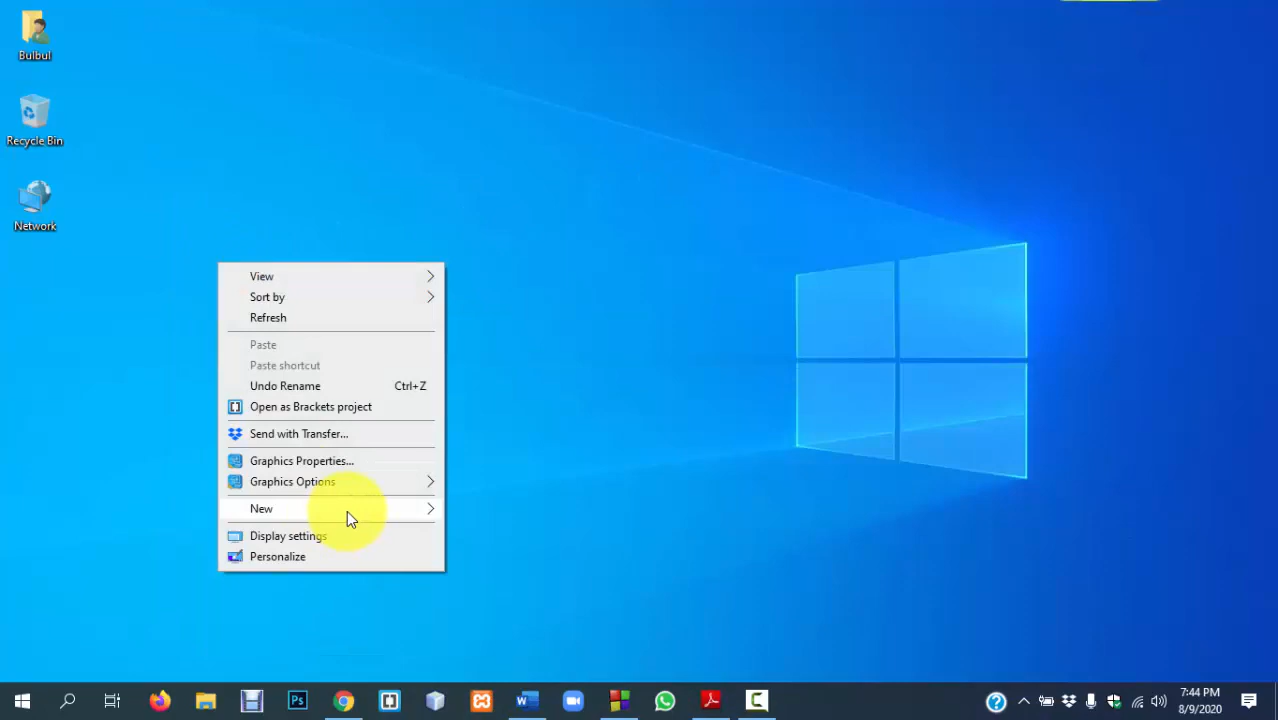 Bulbul
Recycle Bin
Network
View
Sort by
Refresh
Paste
Paste shortcut
Undo Rename Ctrl+Z
Open as Brackets project
Send with Transfer...
Graphics Properties...
Graphics Options
New
Display settings
Personalize
Ps
7:44 PM
8/9/2020